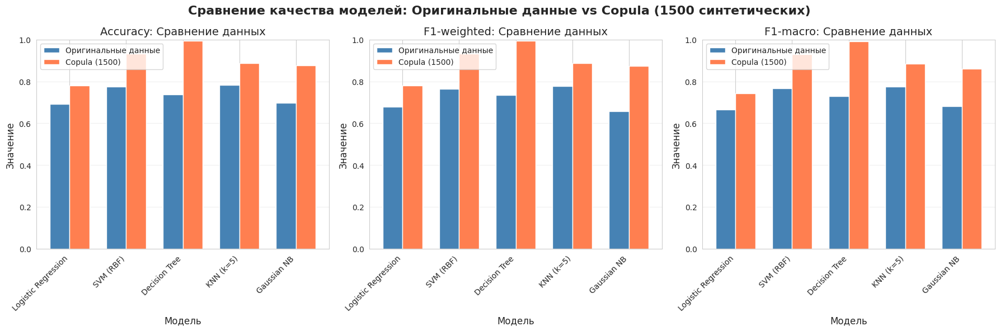 Сравнение качества моделей: Оригинальные данные vs Copula (1500 синтетических)
Accuracy: Сравнение данных
Оригинальные данные
Copula (1500)
Значение
1.0
0.8
0.6
0.4
0.2
0.0
Logistic Regression
SVM (RBF)
Decision Tree
KNN (k=5)
Gaussian NB
Модель
F1-weighted: Сравнение данных
Оригинальные данные
Copula (1500)
Значение
1.0
0.8
0.6
0.4
0.2
0.0
Logistic Regression
SVM (RBF)
Decision Tree
KNN (k=5)
Gaussian NB
Модель
F1-macro: Сравнение данных
Оригинальные данные
Copula (1500)
Значение
1.0
0.8
0.6
0.4
0.2
0.0
Logistic Regression
SVM (RBF)
Decision Tree
KNN (k=5)
Gaussian NB
Модель